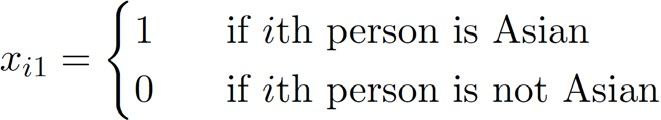 x_{i1} = { 1 if ith person is Asian
0 if ith person is not Asian